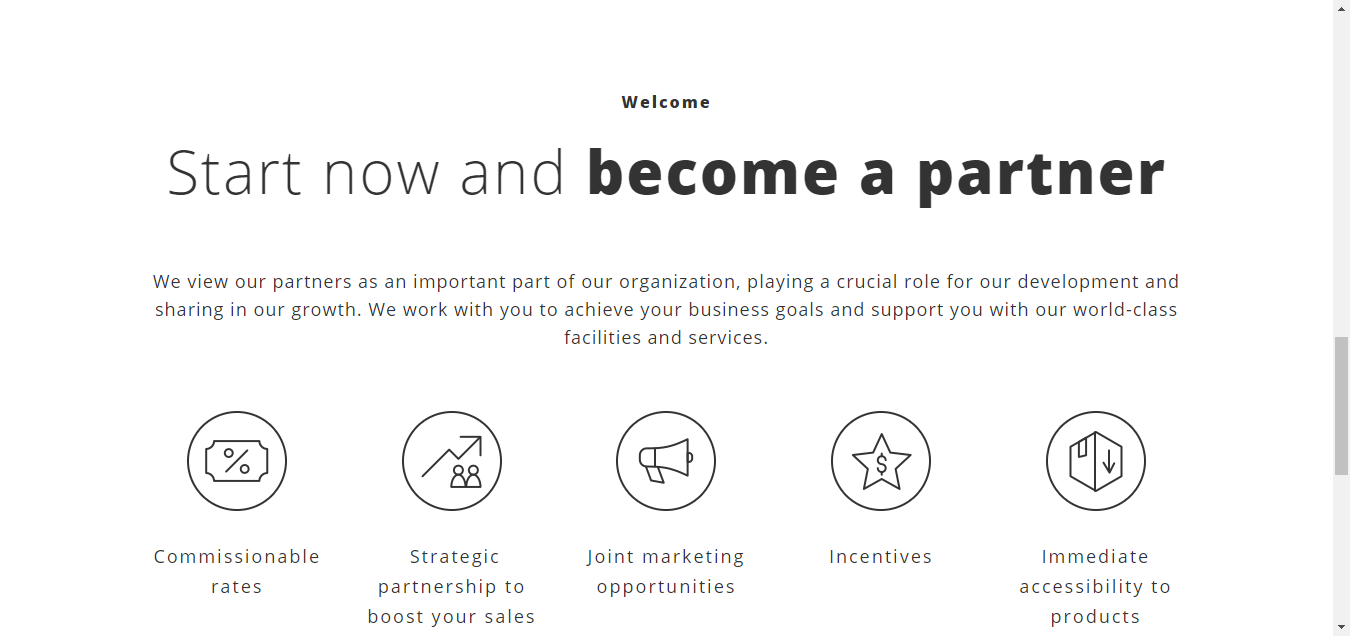 Welcome
Start now and become a partner
We view our partners as an important part of our organization, playing a crucial role for our development and
sharing in our growth. We work with you to achieve your business goals and support you with our world-class
facilities and services.
%
$
Commissionable
rates
Strategic
partnership to
boost your sales
Joint marketing
opportunities
Incentives
Immediate
accessibility to
products